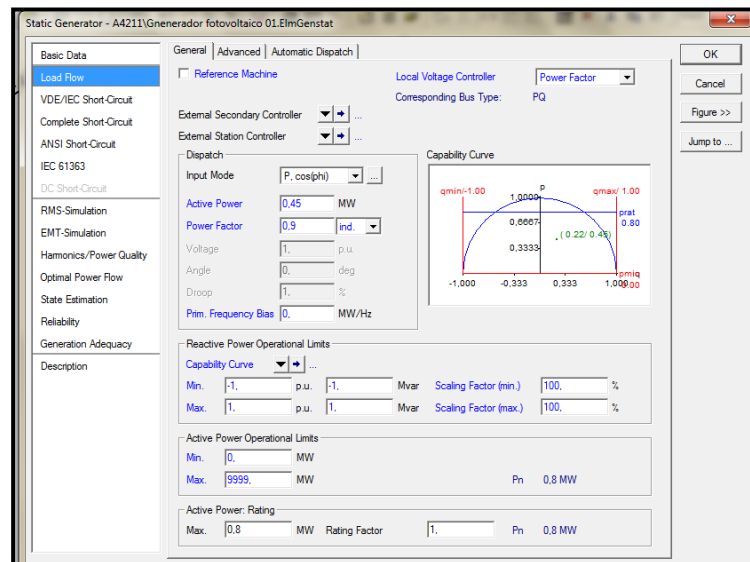 Static Generator - A4211\Gnenerador fotovoltaico 01.ElmGenstat
Basic Data
Load Flow
VDE/IEC Short-Circuit
Complete Short-Circuit
ANSI Short-Circuit
IEC 61363
DC Short-Circuit
RMS-Simulation
EMT-Simulation
Harmonics/Power Quality
Optimal Power Flow
State Estimation
Reliability
Generation Adequacy
Description
General Advanced Automatic Dispatch
Reference Machine
Local Voltage Controller Power Factor
Corresponding Bus Type: PQ
External Secondary Controller ...
External Station Controller ...
Dispatch
Input Mode P, cos(phi) ...
Active Power 0,45 MW
Power Factor 0,9 ind.
Voltage 1, p.u.
Angle 0, deg
Droop 1, %
Prim. Frequency Bias 0, MW/Hz
Capability Curve
qmin/-1.00 p qmax/ 1.00
1,0000
prat
0.80
0,6667
( 0.22/ 0.45)
0,3333
pmiq
0.00
-1,000 -0,333 0,333 1,000
Reactive Power Operational Limits
Capability Curve ...
Min. -1, p.u. -1, Mvar Scaling Factor (min.) 100, %
Max. 1, p.u. 1, Mvar Scaling Factor (max.) 100, %
Active Power Operational Limits
Min. 0, MW
Max. 9999, MW Pn 0,8 MW
Active Power: Rating
Max. 0,8 MW Rating Factor 1, Pn 0,8 MW
OK
Cancel
Figure >>
Jump to ...